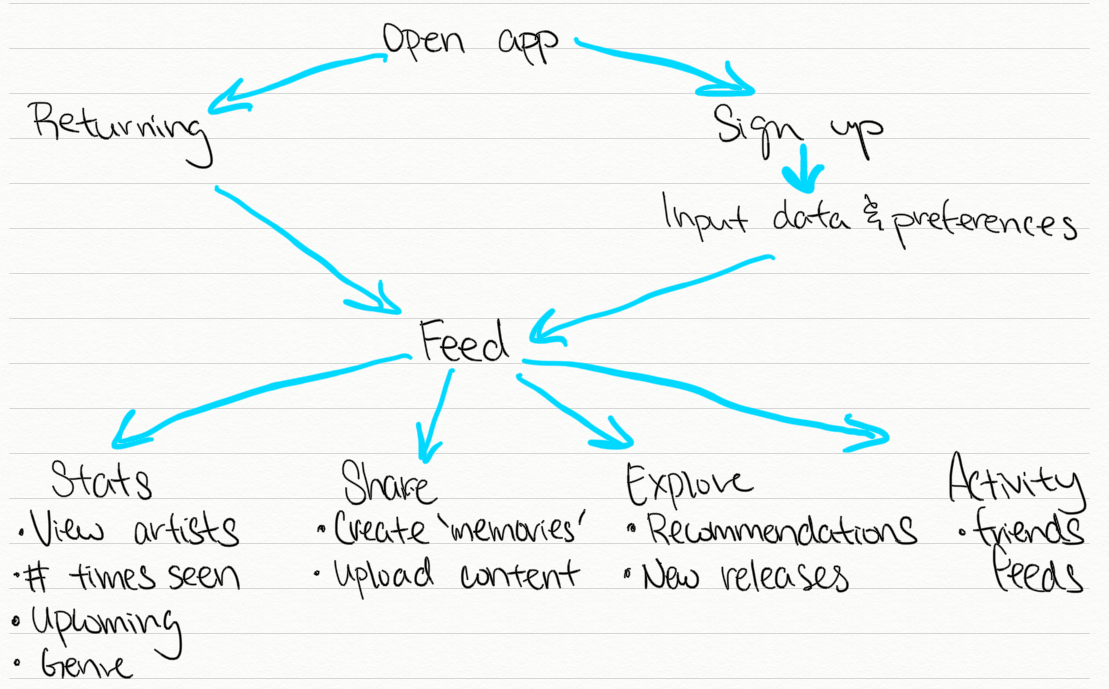 Open app
Returning
Sign up
Input data & preferences
Feed
Stats
• View artists
• # times seen
• Upcoming
• Genre
Share
• Create 'memories'
• Upload content
Explore
• Recommendations
• New releases
Activity
• friends
feeds